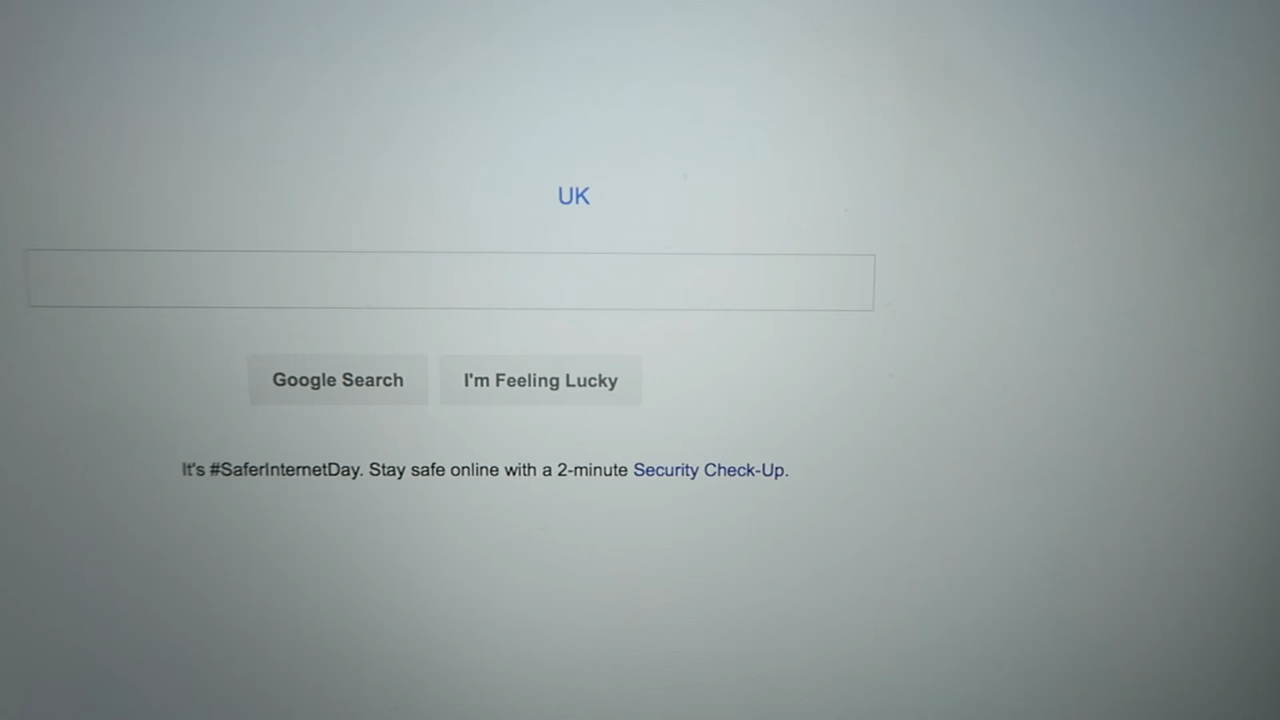 UK
Google Search I'm Feeling Lucky
It's #SaferInternetDay. Stay safe online with a 2-minute Security Check-Up.